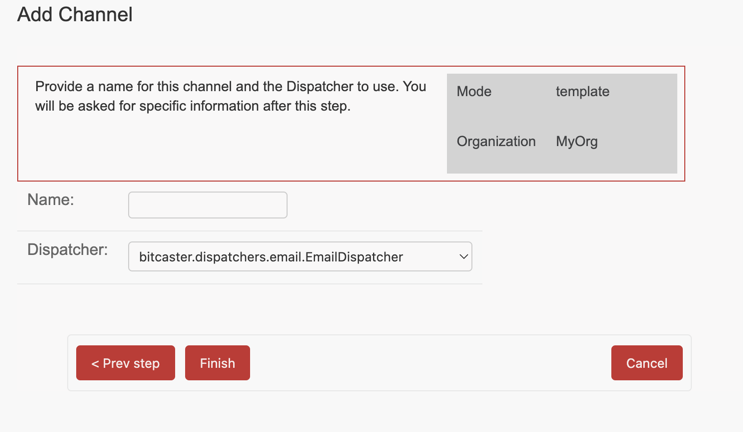 Add Channel
Provide a name for this channel and the Dispatcher to use. You
will be asked for specific information after this step.
Mode template
Organization MyOrg
Name:
Dispatcher: bitcaster.dispatchers.email.EmailDispatcher
< Prev step Finish Cancel